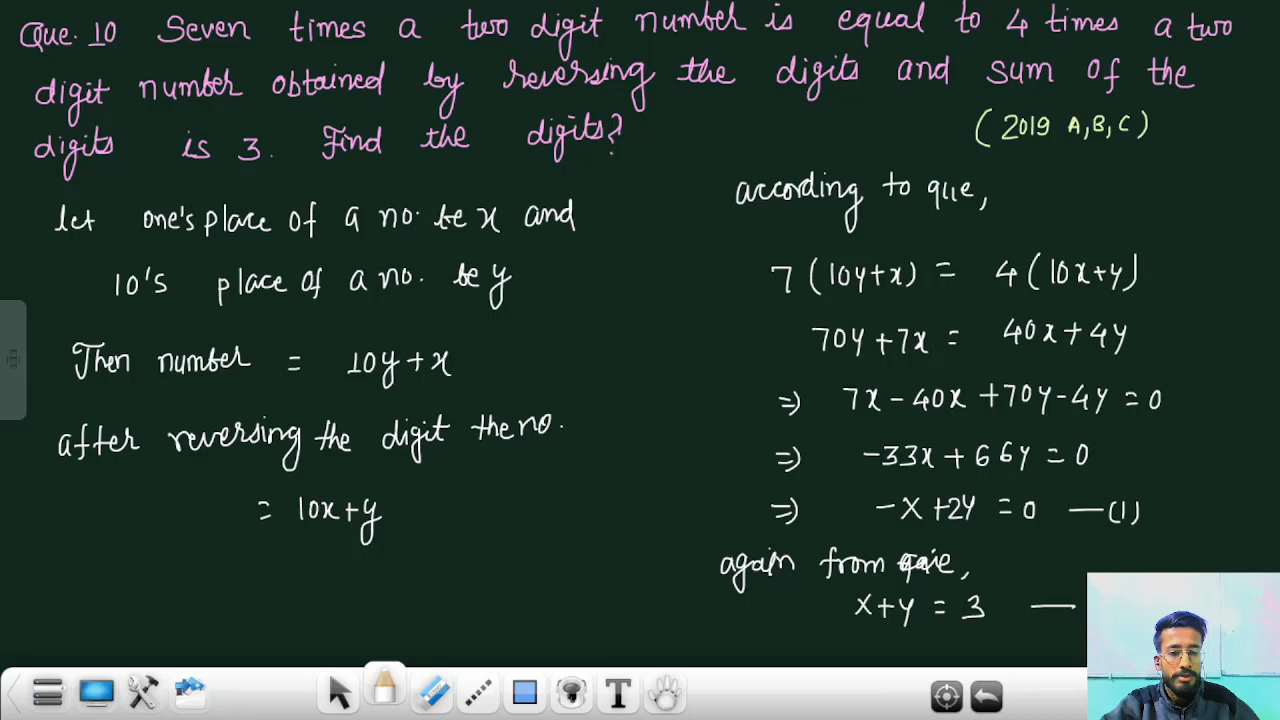 Que. 10 Seven times a two digit number is equal to 4 times a two
digit number obtained by reversing the digits and sum of the
digits is 3. Find the digits?
(2019 A, B, C)
let one's place of a no. be x and
10's place of a no. be y
Then number = 10y + x
after reversing the digit the no.
= 10x + y
according to que,
7 (10y + x) = 4 (10x + y)
70y + 7x = 40x + 4y
=) 7x - 40x + 70y - 4y = 0
=) -33x + 66y = 0
=) -x + 2y = 0 — (1)
again from que,
x + y = 3 —
T